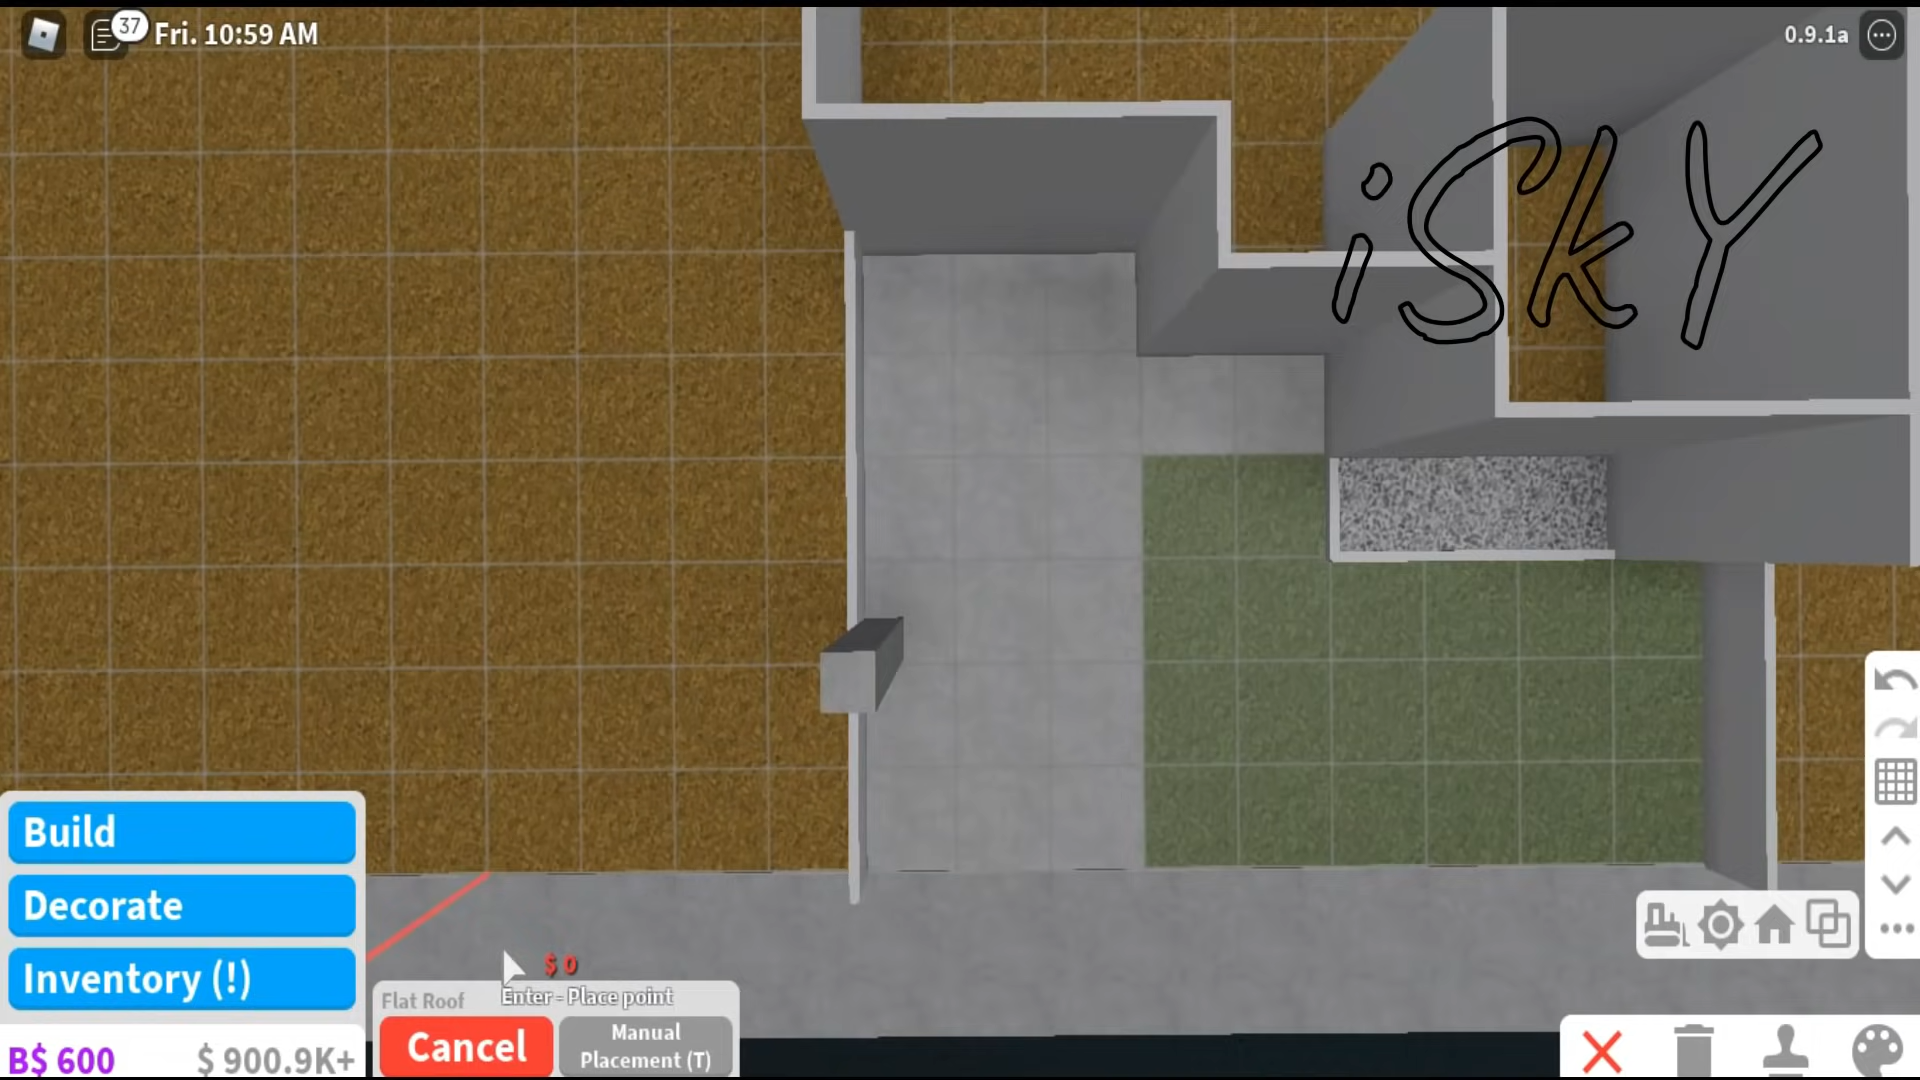 37
Fri. 10:59 AM
0.9.1a
iSkY
Build
Decorate
Inventory (!)
B$ 600
$ 900.9K+
$ 0
Enter - Place point
Flat Roof
Cancel
Manual
Placement (T)